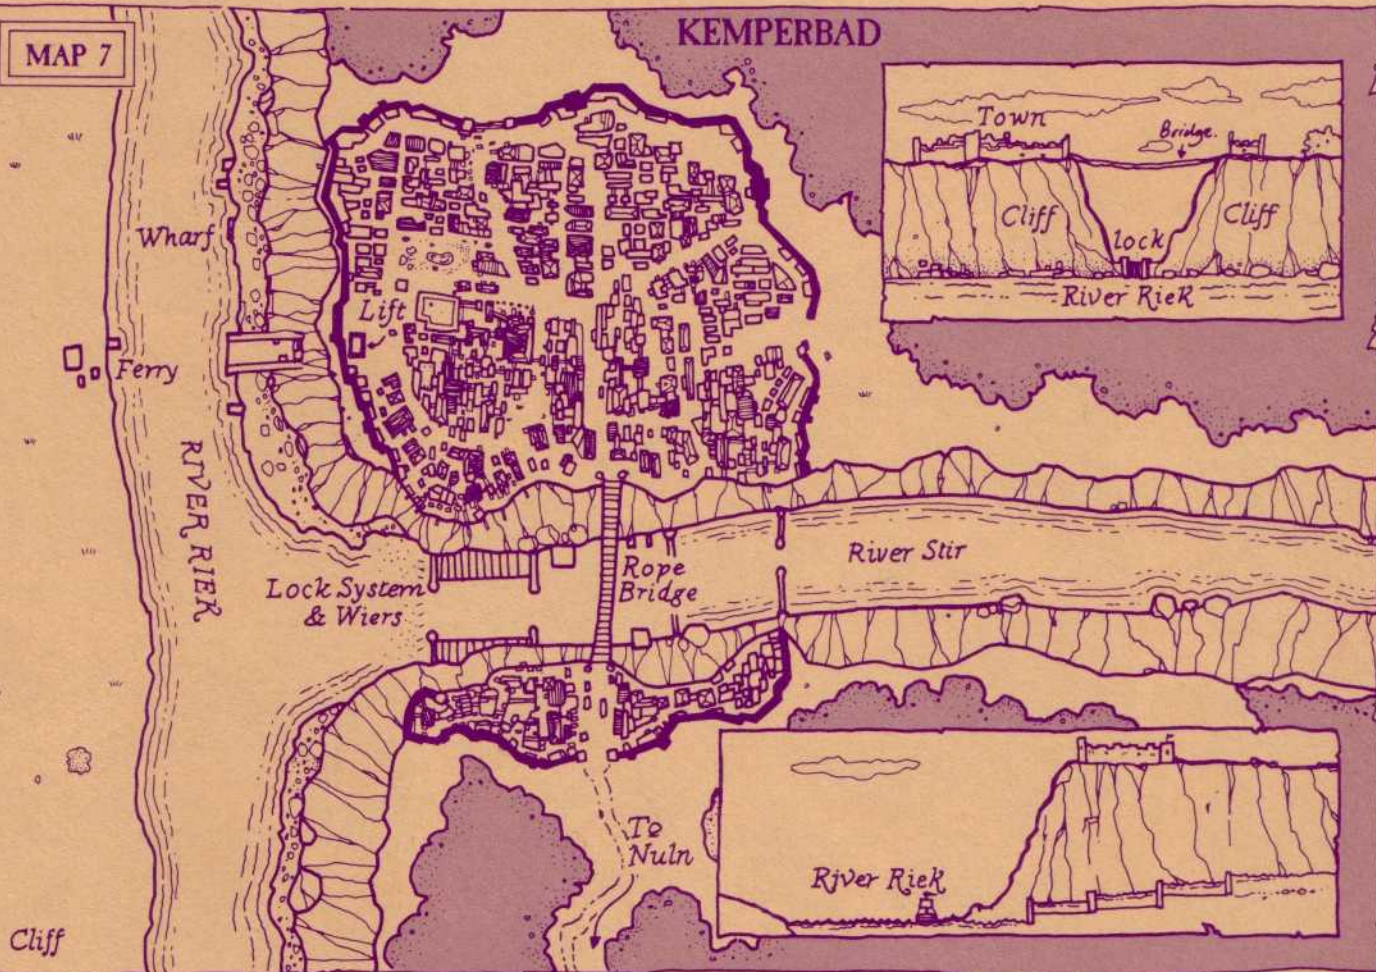 KEMPERBAD
MAP 7
Town
Bridge.
Cliff
lock
Cliff
River Riek
Wharf
Lift
Ferry
RIVER RIEK
Lock System
& Wiers
Rope
Bridge
River Stir
To
Nuln
River Riek
Cliff